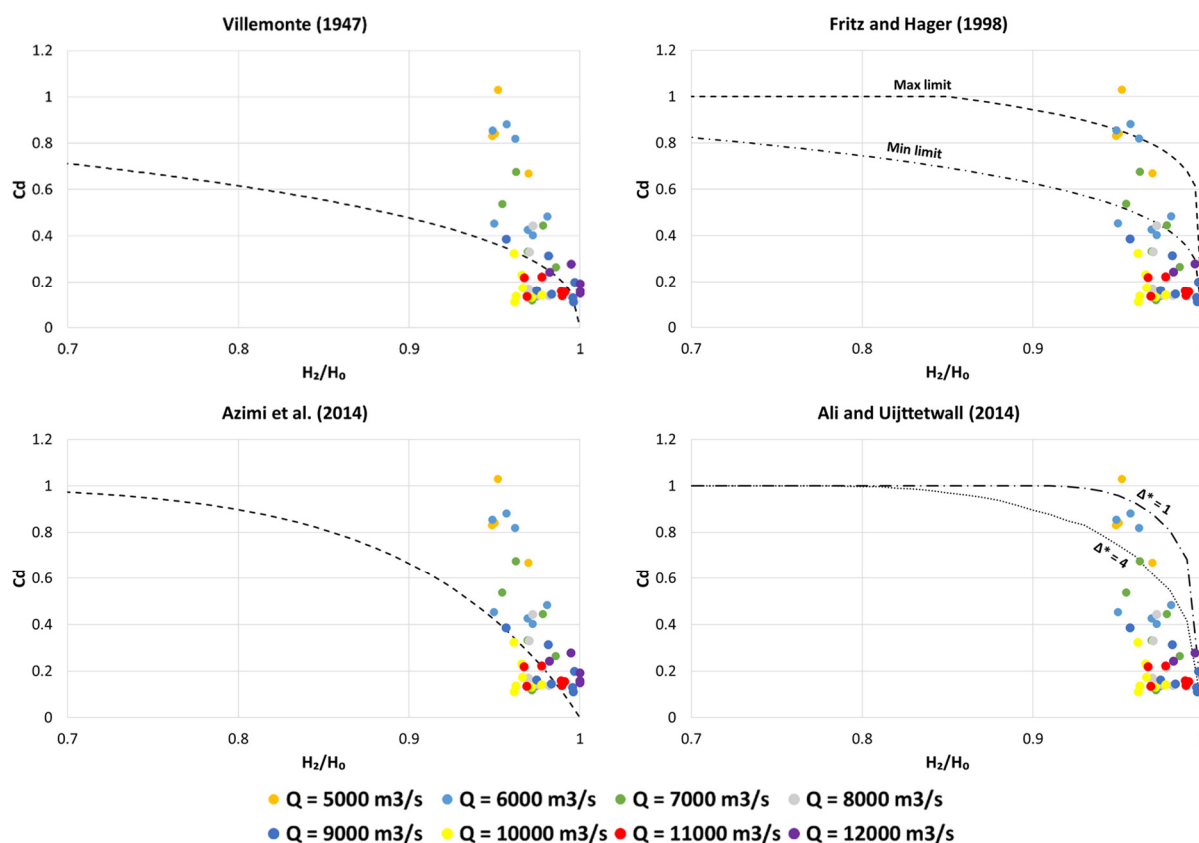 Villemonte (1947)
1.2
1
0.8
0.6
0.4
0.2
0
Cd
0.7
0.8
0.9
1
H₂/H₀
Fritz and Hager (1998)
1.2
1
0.8
0.6
0.4
0.2
0
Cd
Max limit
Min limit
0.7
0.8
0.9
H₂/H₀
Azimi et al. (2014)
1.2
1
0.8
0.6
0.4
0.2
0
Cd
0.7
0.8
0.9
1
H₂/H₀
Ali and Uijttetwall (2014)
1.2
1
0.8
0.6
0.4
0.2
0
Cd
Δ*= 1
Δ*= 4
0.7
0.8
0.9
H₂/H₀
Q = 5000 m3/s Q = 6000 m3/s Q = 7000 m3/s Q = 8000 m3/s
Q = 9000 m3/s Q = 10000 m3/s Q = 11000 m3/s Q = 12000 m3/s